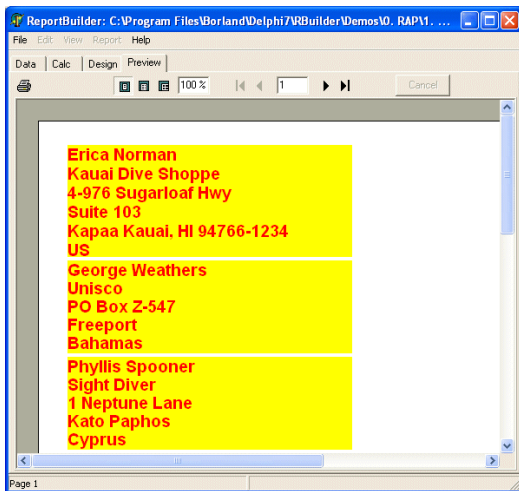 ReportBuilder: C:\Program Files\Borland\Delphi7\RBuilder\Demos\0. RAP\1. ...
File Edit View Report Help
Data Calc Design Preview
100 % 1 Cancel
Erica Norman
Kauai Dive Shoppe
4-976 Sugarloaf Hwy
Suite 103
Kapaa Kauai, HI 94766-1234
US
George Weathers
Unisco
PO Box Z-547
Freeport
Bahamas
Phyllis Spooner
Sight Diver
1 Neptune Lane
Kato Paphos
Cyprus
Page 1